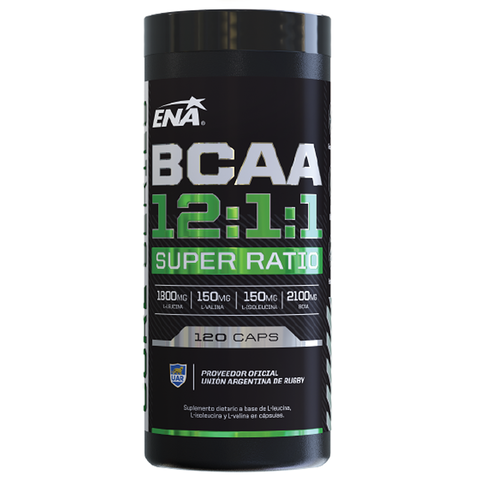 ENA®
BCAA
12:1:1
SUPER RATIO
1800MG 150MG 150MG 2100MG
L-LEUCINA L-VALINA L-ISOLEUCINA BCAA
120 CAPS
UAR
PROVEEDOR OFICIAL
UNIÓN ARGENTINA DE RUGBY
Suplemento dietario a base de L-leucina,
L-isoleucina y L-valina en cápsulas.